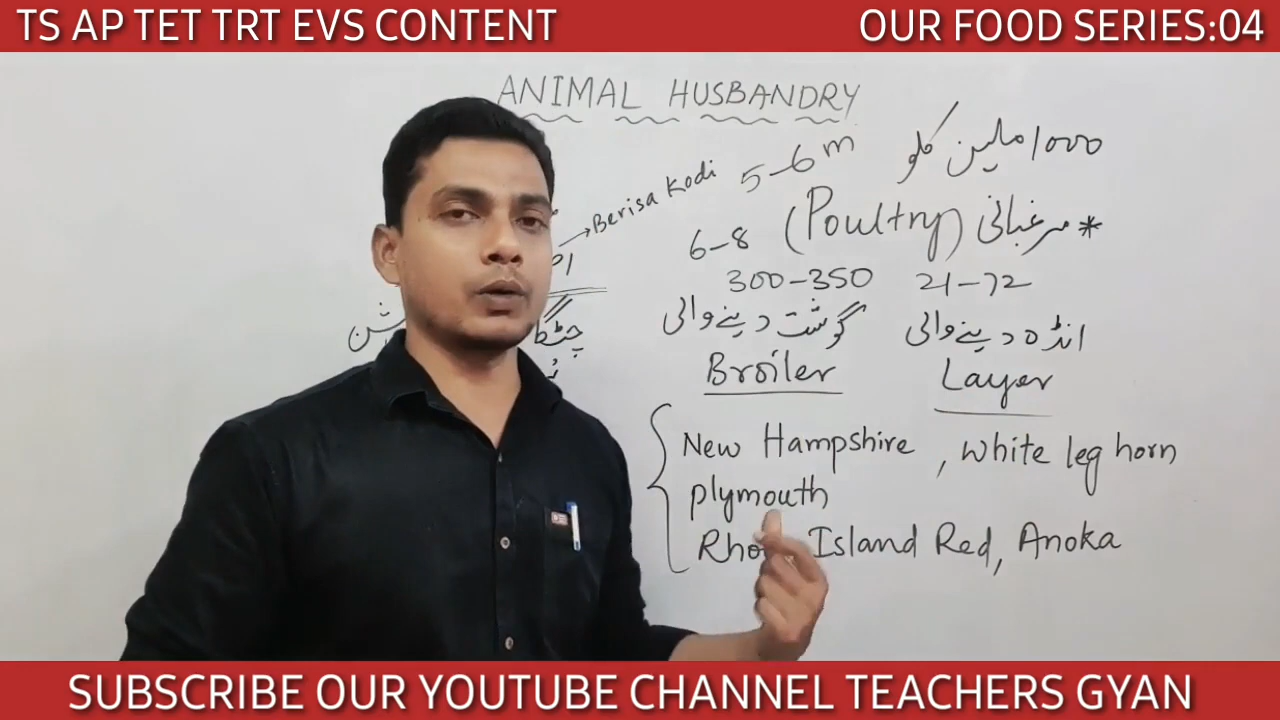 TS AP TET TRT EVS CONTENT
OUR FOOD SERIES:04
ANIMAL HUSBANDRY
1000 ملین کلو
5-6 m
Berisa Kodi
* مرغبانی (Poultry)
6-8
300-350
21-72
انڈہ دینے والی
گوشت دینے والی
Broiler
Layer
New Hampshire, White leg horn
Plymouth
Island Red, Anoka
SUBSCRIBE OUR YOUTUBE CHANNEL TEACHERS GYAN